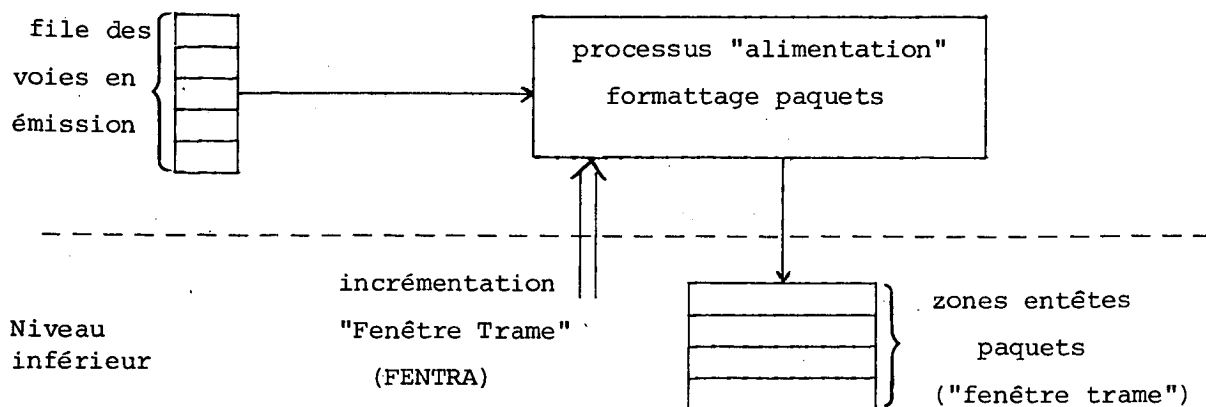 file des
voies en
émission
processus "alimentation"
formattage paquets
Niveau
inférieur
incrémentation
"Fenêtre Trame"
(FENTRA)
zones entêtes
paquets
("fenêtre trame")